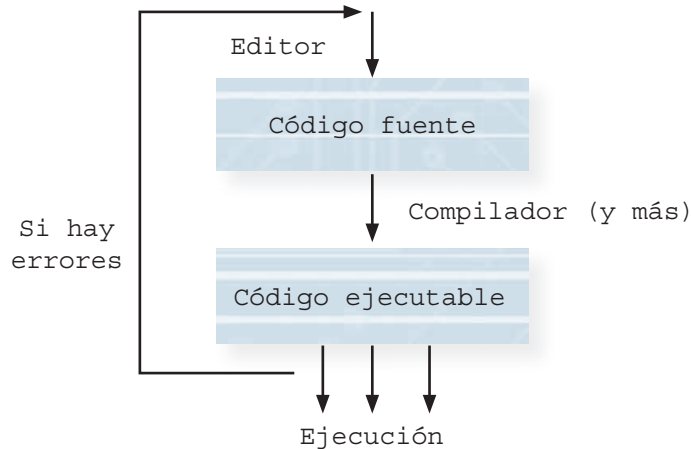 Editor
Código fuente
Compilador (y más)
Si hay
errores
Código ejecutable
Ejecución